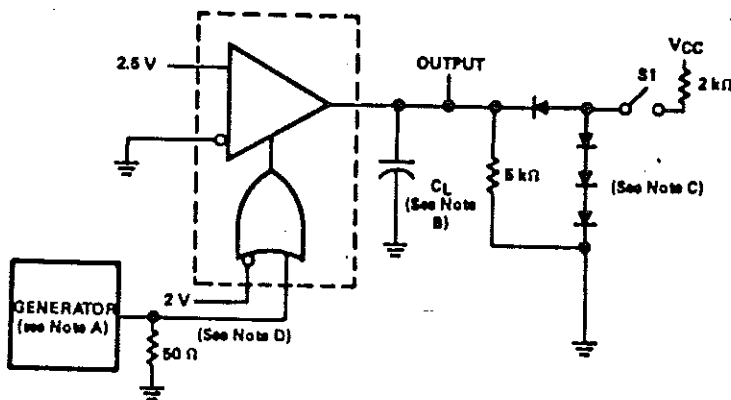 2.5 V
OUTPUT
VCC
S1
2 kΩ
CL
(See Note
B)
5 kΩ
(See Note C)
GENERATOR
(see Note A)
2 V
(See Note D)
50 Ω